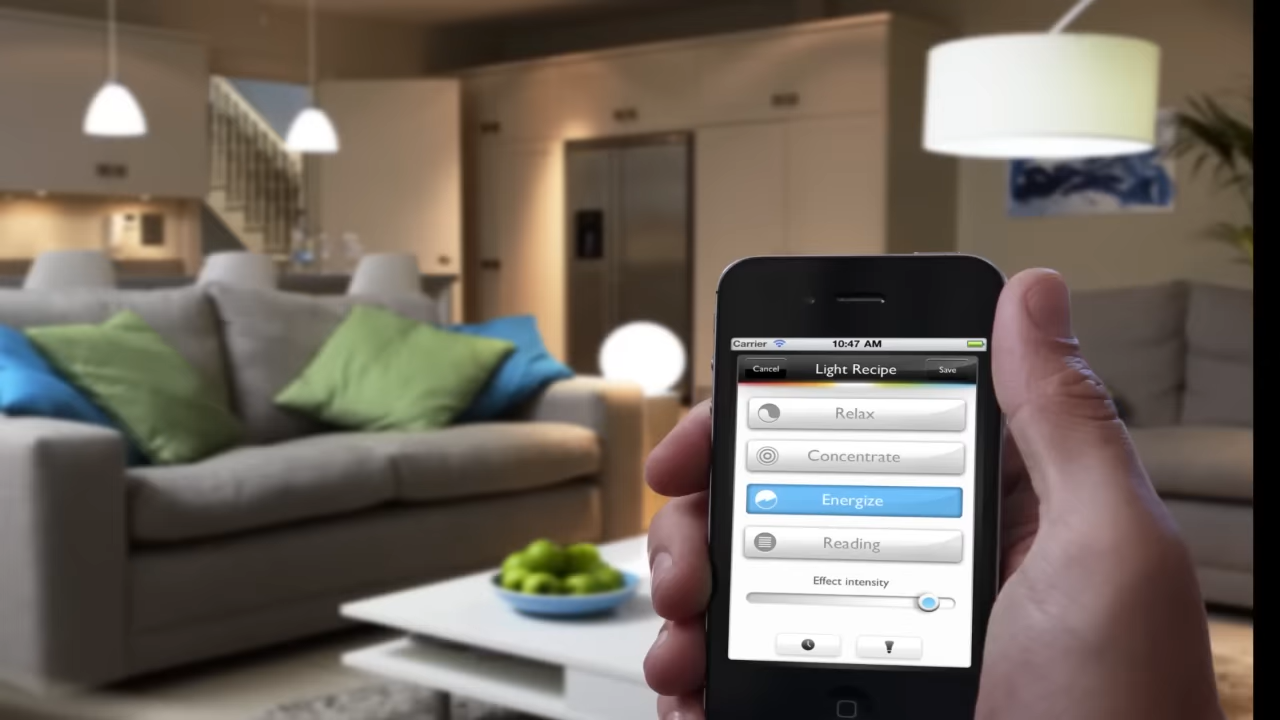 Carrier 10:47 AM
Cancel Light Recipe Save
Relax
Concentrate
Energize
Reading
Effect intensity